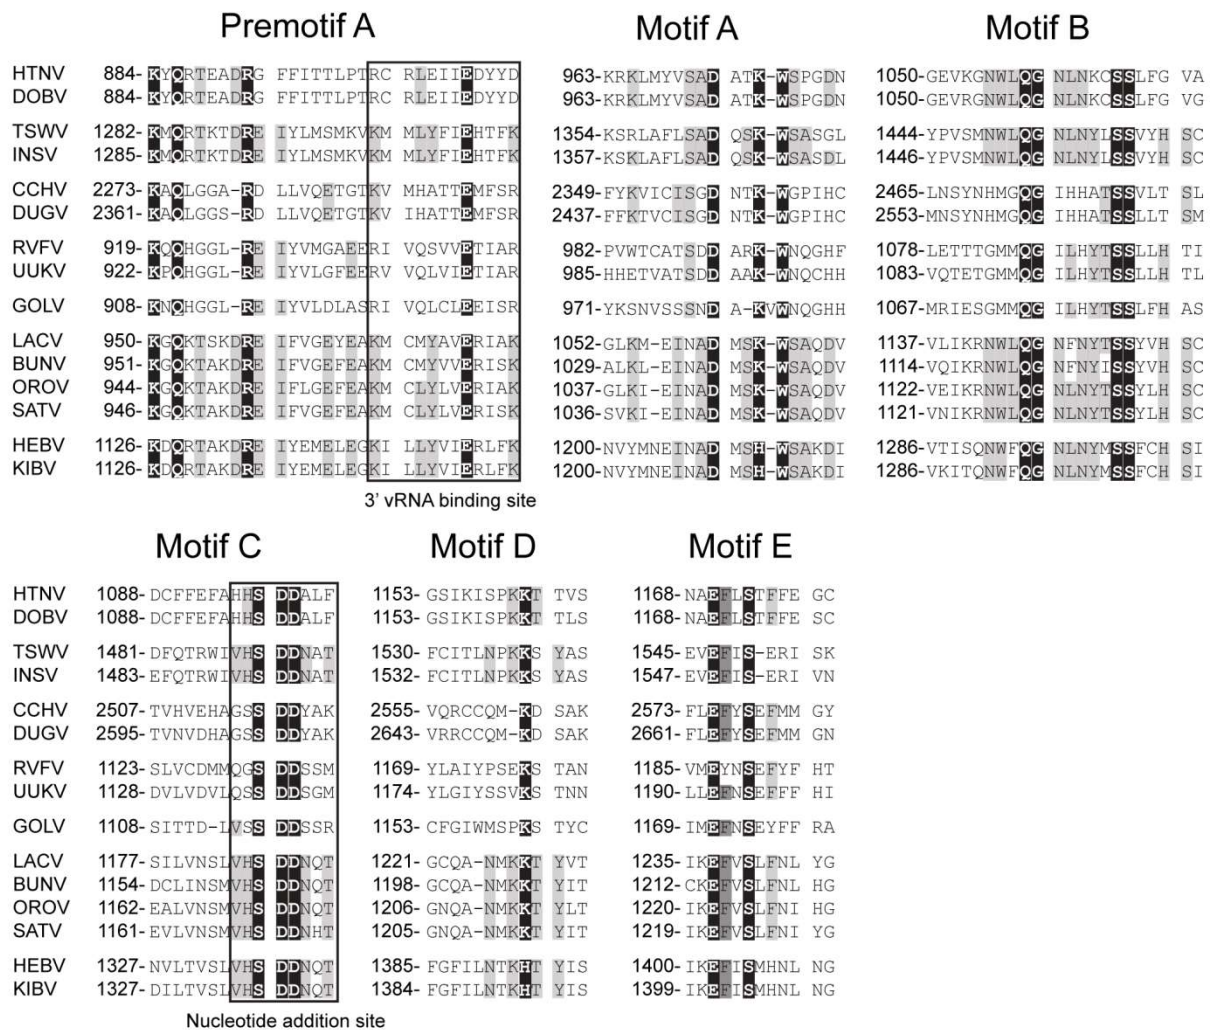 Premotif A Motif A Motif B
HTNV 884-KYQRTEADRG FFITTLPTRC RLEIIEDYYD 963-KRKLMYVSAD ATK-WSPGDN 1050-GEVKGNWLQG NLNKCSSLFG VA
DOBV 884-KYQRTEADRG FFITTLPTRC RLEIIEDYYD 963-KRKLMYVSAD ATK-WSPGDN 1050-GEVRGNWLQG NLNKCSSLFG VG
TSWV 1282-KMQRTKTDRE IYLMSMKVKM MLYFIEHTFK 1354-KSRLAFLSAD QSK-WSASGL 1444-YPVSMNWLQG NLNYLSSVYH SC
INSV 1285-KMQRTKTDRE IYLMSMKVKM MLYFIEHTFK 1357-KSKLAFLSAD QSK-WSASDL 1446-YPVSMNWLQG NLNYLSSVYH SC
CCHV 2273-KAQLGGA-RD LLVQETGTKV MHATTEMFSR 2349-FYKVICISGD NTK-WGPIHC 2465-LNSYNHMGQG IHHATSSVLT SL
DUGV 2361-KAQLGGS-RD LLVQETGTKV IHATTEMFSR 2437-FFKTVCISGD NTK-WGPIHC 2553-MNSYNHMGQG IHHATSSLLT SM
RVFV 919-KQQHGGL-RE IYVMGAEERI VQSVVETIAR 982-PVWTCATSDD ARK-WNQGHF 1078-LETTTGMMQG ILHYTSSLLH TI
UUKV 922-KPQHGGL-RE IYVLGFEERV VQLVIETIAR 985-HHETVATSDD AAK-WNQCHH 1083-VQTETGMMQG ILHYTSSLLH TL
GOLV 908-KNQHGGL-RE IYVLDLASRI VQLCLEEISR 971-YKSNVSSSND A-KVWNQGHH 1067-MRIESGMMQG ILHYTSSLFH AS
LACV 950-KGQKTSKDRE IFVGEYEAKM CMYAVERIAK 1052-GLKM-EINAD MSK-WSAQDV 1137-VLIKRNWLQG NFNYTSSYVH SC
BUNV 951-KGQKTAKDRE IFVGEFEAKM CMYVVERISK 1029-ALKL-EINAD MSK-WSAQDV 1114-VQIKRNWLQG NFNYISSYVH SC
OROV 944-KGQKTAKDRE IFLGEFEAKM CLYLVERISK 1037-GLKI-EINAD MSK-WSAQDV 1122-VEIKRNWLQG NLNYTSSYLH SC
SATV 946-KGQKTAKDRE IFVGEFEAKM CLYLVERISK 1036-SVKI-EINAD MSK-WSAQDV 1121-VNIKRNWLQG NLNYTSSYLH SC
HEBV 1126-KDQRTAKDRE IYEMELEGKI LLYVIERLFK 1200-NVYMNEINAD MSH-WSAKDI 1286-VTISQNWFQG NLNYMSSFCH SI
KIBV 1126-KDQRTAKDRE IYEMELEGKI LLYVIERLFK 1200-NVYMNEINAD MSH-WSAKDI 1286-VKITQNWFQG NLNYMSSFCH SI
3' vRNA binding site
Motif C Motif D Motif E
HTNV 1088- DCFFEFAHHS DDALF 1153- GSIKISPKKT TVS 1168- NAEFLSTFFE GC
DOBV 1088- DCFFEFAHHS DDALF 1153- GSIKISPKKT TLS 1168- NAEFLSTFFE SC
TSWV 1481- DFQTRWIVHS DDNAT 1530- FCITLNPKKS YAS 1545- EVEFIS-ERI SK
INSV 1483- EFQTRWIVHS DDNAT 1532- FCITLNPKKS YAS 1547- EVEFIS-ERI VN
CCHV 2507- TVHVEHAGSS DDYAK 2555- VQRCCQM-KD SAK 2573- FLEFYSEFMM GY
DUGV 2595- TVNVDHAGSS DDYAK 2643- VRRCCQM-KD SAK 2661- FLEFYSEFMM GN
RVFV 1123- SLVCDMMQGS DDSSM 1169- YLAIYPSEKS TAN 1185- VMEYNSEFYF HT
UUKV 1128- DVLVDVLQSS DDSGM 1174- YLGIYSSVKS TNN 1190- LLEFNSEFFF HI
GOLV 1108- SITTD-LVSS DDSSR 1153- CFGIWMSPKS TYC 1169- IMEFNSEYFF RA
LACV 1177- SILVNSLVHS DDNQT 1221- GCQA-NMKKT YVT 1235- IKEFVSLFNL YG
BUNV 1154- DCLINSMVHS DDNQT 1198- GCQA-NMKKT YIT 1212- CKEFVSLFNL HG
OROV 1162- EALVNSMVHS DDNQT 1206- GNQA-NMKKT YLT 1220- IKEFVSLFNI HG
SATV 1161- EVLVNSMVHS DDNHT 1205- GNQA-NMKKT YIT 1219- IKEFVSLFNI YG
HEBV 1327- NVLTVSLVHS DDNQT 1385- FGFILNTKHT YIS 1400- IKEFISMHNL NG
KIBV 1327- DILTVSLVHS DDNQT 1384- FGFILNTKHT YIS 1399- IKEFISMHNL NG
Nucleotide addition site